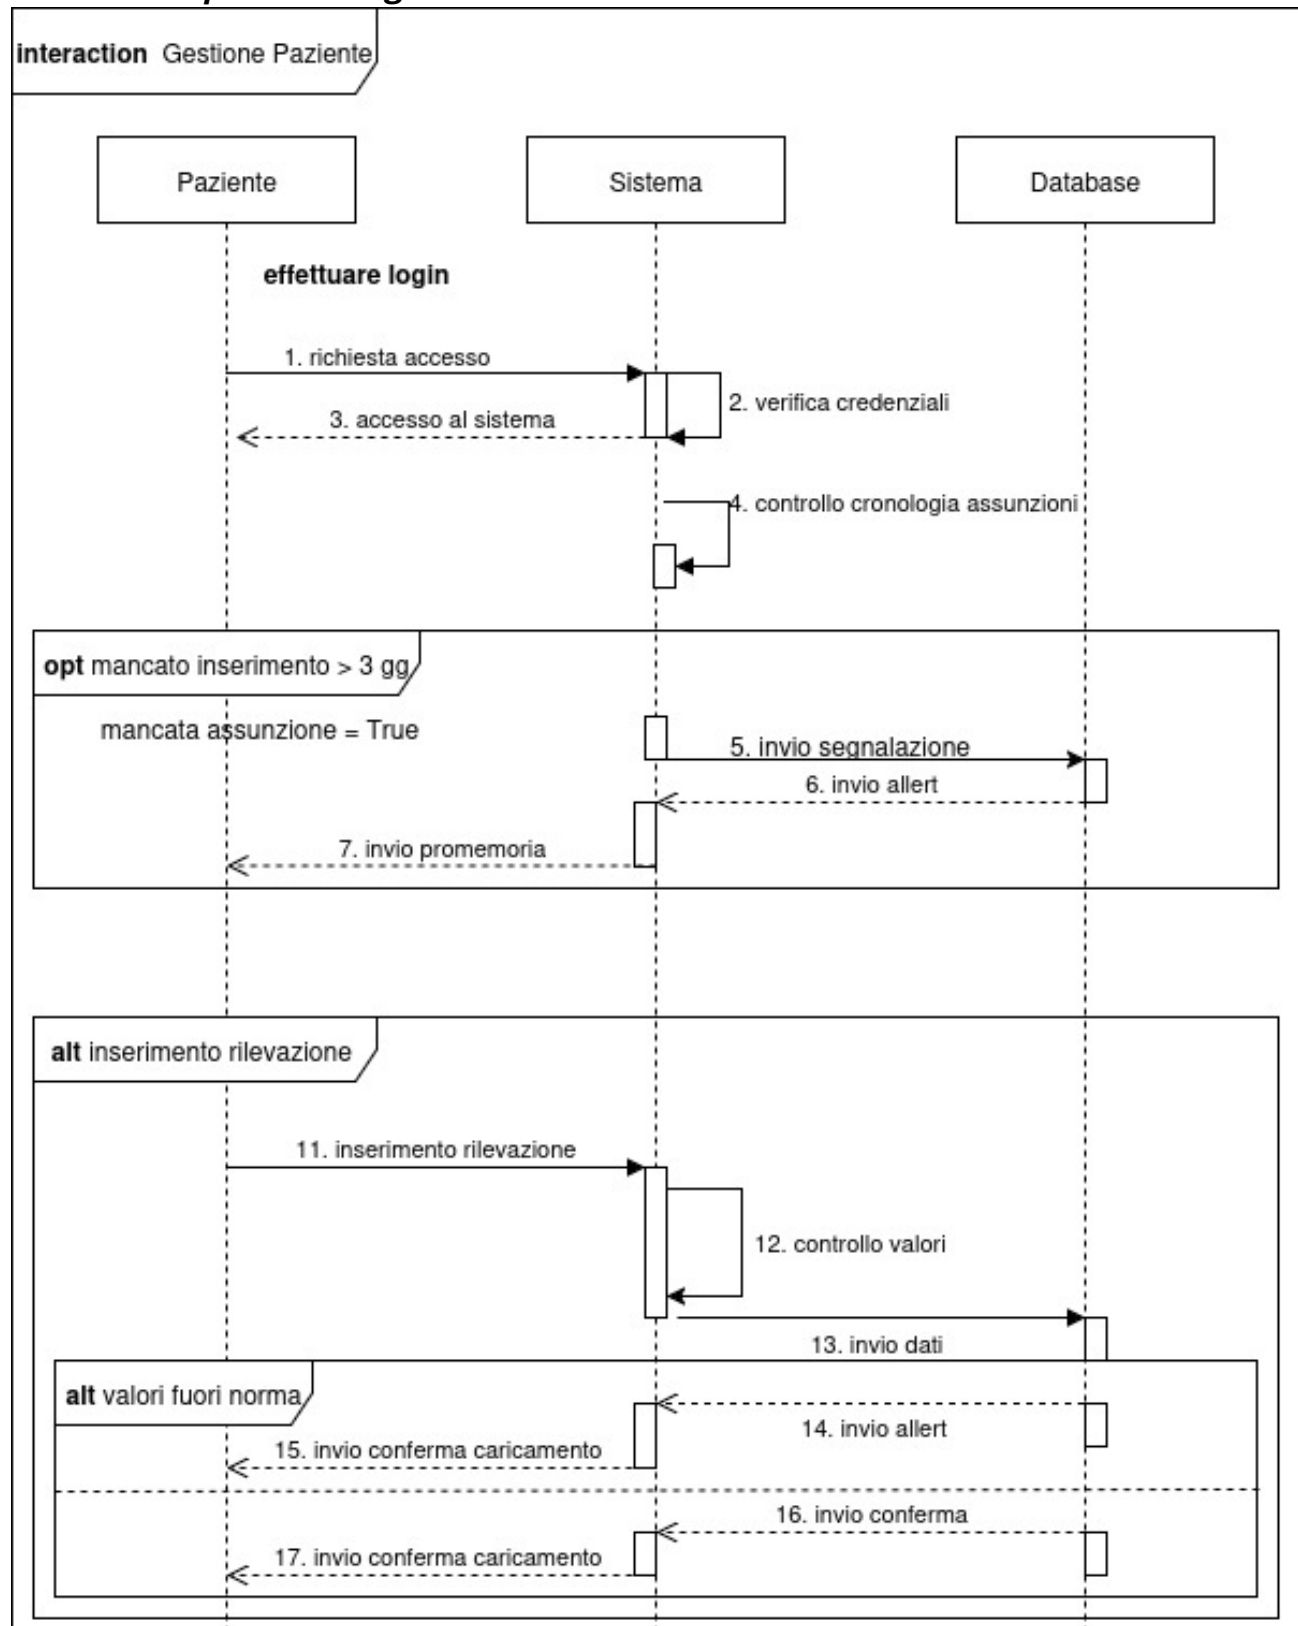 interaction Gestione Paziente
Paziente
Sistema
Database
effettuare login
1. richiesta accesso
2. verifica credenziali
3. accesso al sistema
4. controllo cronologia assunzioni
opt mancato inserimento > 3 gg
mancata assunzione = True
5. invio segnalazione
6. invio allert
7. invio promemoria
alt inserimento rilevazione
11. inserimento rilevazione
12. controllo valori
13. invio dati
alt valori fuori norma
14. invio allert
15. invio conferma caricamento
16. invio conferma
17. invio conferma caricamento